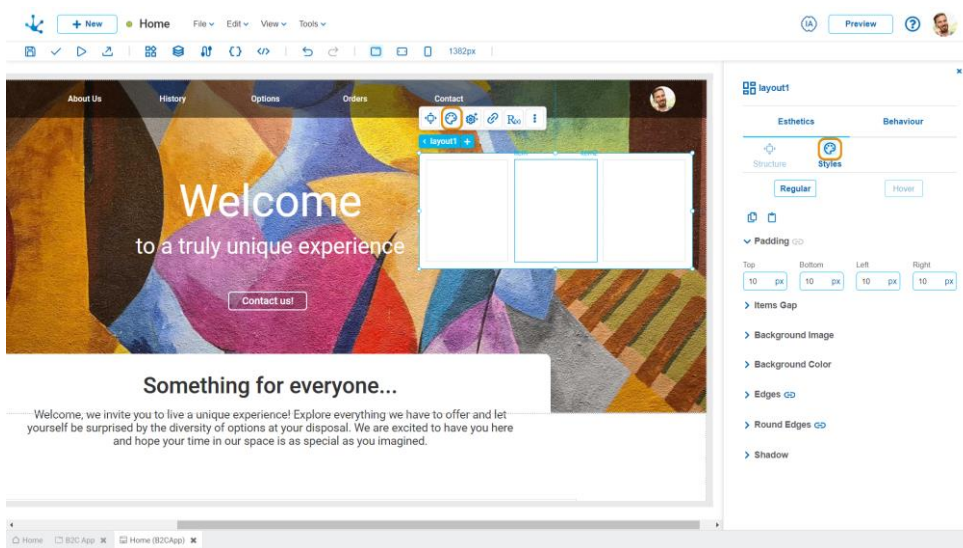 + New
Home
File
Edit
View
Tools
IA
Preview
?
1382px
About Us
History
Options
Orders
Contact
layout1 +
Welcome
to a truly unique experience
Contact us!
Something for everyone...
Welcome, we invite you to live a unique experience! Explore everything we have to offer and let
yourself be surprised by the diversity of options at your disposal. We are excited to have you here
and hope your time in our space is as special as you imagined.
layout1
Esthetics
Behaviour
Structure
Styles
Regular
Hover
Padding
Top
Bottom
Left
Right
10 px
10 px
10 px
10 px
Items Gap
Background Image
Background Color
Edges
Round Edges
Shadow
Home
B2C App
Home (B2CApp)